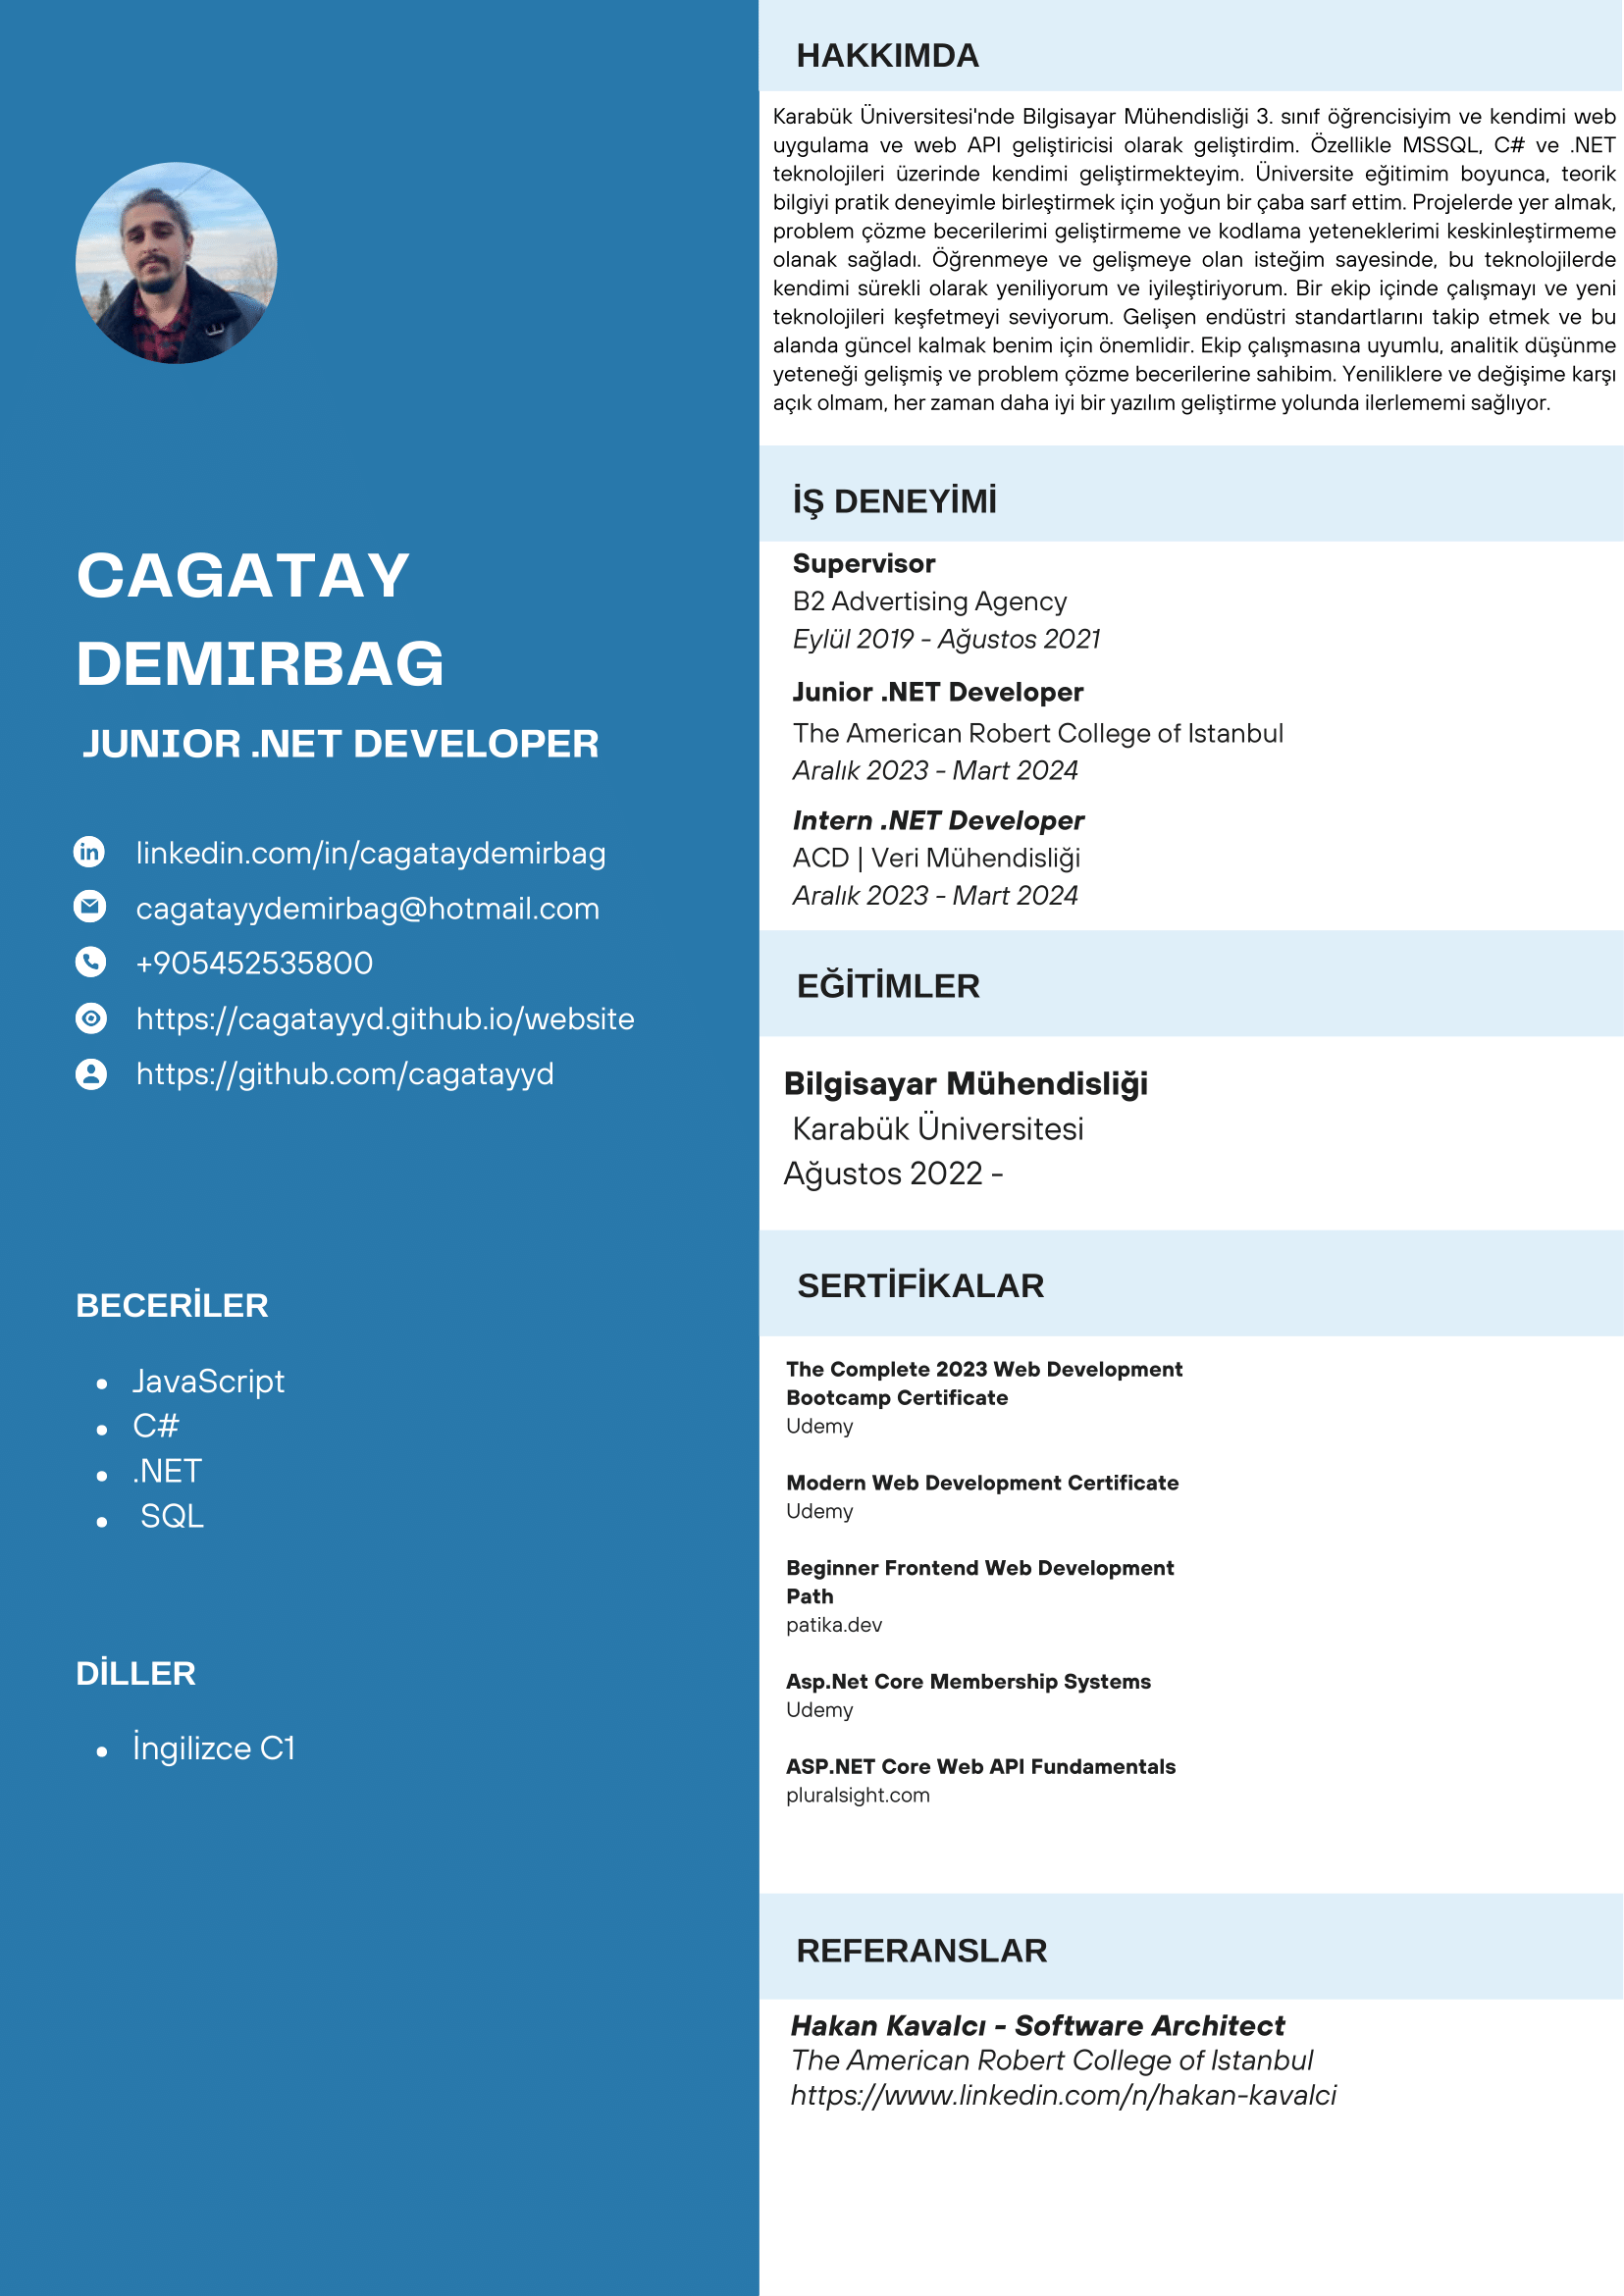 CAGATAY
DEMIRBAG
JUNIOR .NET DEVELOPER
linkedin.com/in/cagataydemirbag
cagatayydemirbag@hotmail.com
+905452535800
https://cagatayyd.github.io/website
https://github.com/cagatayyd
BECERİLER
JavaScript
C#
.NET
SQL
DİLLER
İngilizce C1
HAKKIMDA
Karabük Üniversitesi'nde Bilgisayar Mühendisliği 3. sınıf öğrencisiyim ve kendimi web
uygulama ve web API geliştiricisi olarak geliştirdim. Özellikle MSSQL, C# ve .NET
teknolojileri üzerinde kendimi geliştirmekteyim. Üniversite eğitimim boyunca, teorik
bilgiyi pratik deneyimle birleştirmek için yoğun bir çaba sarf ettim. Projelerde yer almak,
problem çözme becerilerimi geliştirmeme ve kodlama yeteneklerimi keskinleştirmeme
olanak sağladı. Öğrenmeye ve gelişmeye olan isteğim sayesinde, bu teknolojilerde
kendimi sürekli olarak yeniliyorum ve iyileştiriyorum. Bir ekip içinde çalışmayı ve yeni
teknolojileri keşfetmeyi seviyorum. Gelişen endüstri standartlarını takip etmek ve bu
alanda güncel kalmak benim için önemlidir. Ekip çalışmasına uyumlu, analitik düşünme
yeteneği gelişmiş ve problem çözme becerilerine sahibim. Yeniliklere ve değişime karşı
açık olmam, her zaman daha iyi bir yazılım geliştirme yolunda ilerlememi sağlıyor.
İŞ DENEYİMİ
Supervisor
B2 Advertising Agency
Eylül 2019 - Ağustos 2021
Junior .NET Developer
The American Robert College of Istanbul
Aralık 2023 - Mart 2024
Intern .NET Developer
ACD | Veri Mühendisliği
Aralık 2023 - Mart 2024
EĞİTİMLER
Bilgisayar Mühendisliği
Karabük Üniversitesi
Ağustos 2022 -
SERTİFİKALAR
The Complete 2023 Web Development
Bootcamp Certificate
Udemy
Modern Web Development Certificate
Udemy
Beginner Frontend Web Development
Path
patika.dev
Asp.Net Core Membership Systems
Udemy
ASP.NET Core Web API Fundamentals
pluralsight.com
REFERANSLAR
Hakan Kavalcı - Software Architect
The American Robert College of Istanbul
https://www.linkedin.com/n/hakan-kavalci